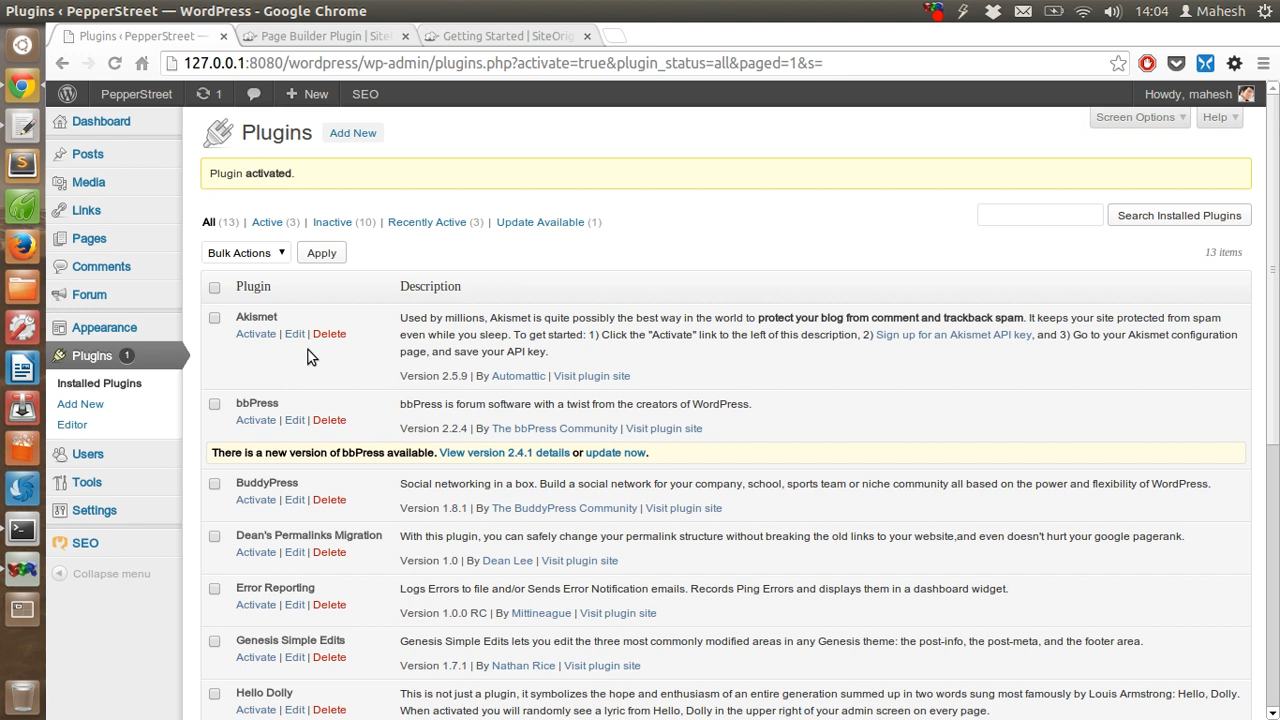 Plugins ‹ PepperStreet — WordPress - Google Chrome
14:04 Mahesh
Plugins ‹ PepperStreet —
Page Builder Plugin | SiteO
Getting Started | SiteOrig
127.0.0.1:8080/wordpress/wp-admin/plugins.php?activate=true&plugin_status=all&paged=1&s=
PepperStreet 1 New SEO Howdy, mahesh
Dashboard
Posts
Media
Links
Pages
Comments
Forum
Appearance
Plugins 1
Installed Plugins
Add New
Editor
Users
Tools
Settings
SEO
Collapse menu
Plugins Add New
Screen Options Help
Plugin activated.
All (13) | Active (3) | Inactive (10) | Recently Active (3) | Update Available (1)
Search Installed Plugins
Bulk Actions Apply
13 items
Plugin Description
Akismet
Activate | Edit | Delete
Used by millions, Akismet is quite possibly the best way in the world to protect your blog from comment and trackback spam. It keeps your site protected from spam
even while you sleep. To get started: 1) Click the "Activate" link to the left of this description, 2) Sign up for an Akismet API key, and 3) Go to your Akismet configuration
page, and save your API key.
Version 2.5.9 | By Automattic | Visit plugin site
bbPress
Activate | Edit | Delete
bbPress is forum software with a twist from the creators of WordPress.
Version 2.2.4 | By The bbPress Community | Visit plugin site
There is a new version of bbPress available. View version 2.4.1 details or update now.
BuddyPress
Activate | Edit | Delete
Social networking in a box. Build a social network for your company, school, sports team or niche community all based on the power and flexibility of WordPress.
Version 1.8.1 | By The BuddyPress Community | Visit plugin site
Dean's Permalinks Migration
Activate | Edit | Delete
With this plugin, you can safely change your permalink structure without breaking the old links to your website,and even doesn't hurt your google pagerank.
Version 1.0 | By Dean Lee | Visit plugin site
Error Reporting
Activate | Edit | Delete
Logs Errors to file and/or Sends Error Notification emails. Records Ping Errors and displays them in a dashboard widget.
Version 1.0.0 RC | By Mittineague | Visit plugin site
Genesis Simple Edits
Activate | Edit | Delete
Genesis Simple Edits lets you edit the three most commonly modified areas in any Genesis theme: the post-info, the post-meta, and the footer area.
Version 1.7.1 | By Nathan Rice | Visit plugin site
Hello Dolly
Activate | Edit | Delete
This is not just a plugin, it symbolizes the hope and enthusiasm of an entire generation summed up in two words sung most famously by Louis Armstrong: Hello, Dolly.
When activated you will randomly see a lyric from Hello, Dolly in the upper right of your admin screen on every page.